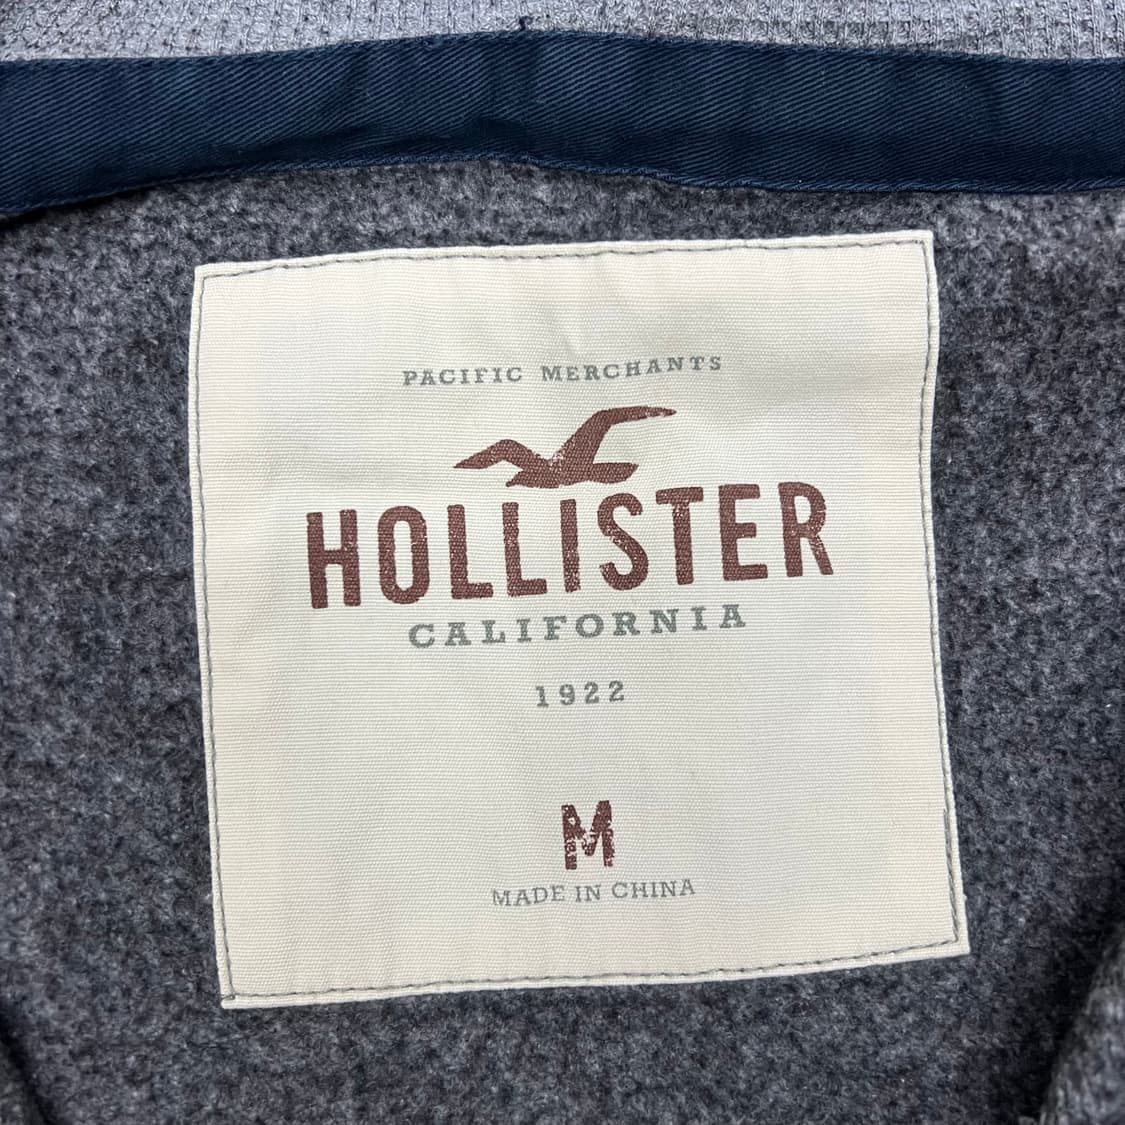 PACIFIC MERCHANTS
HOLLISTER
CALIFORNIA
1922
M
MADE IN CHINA